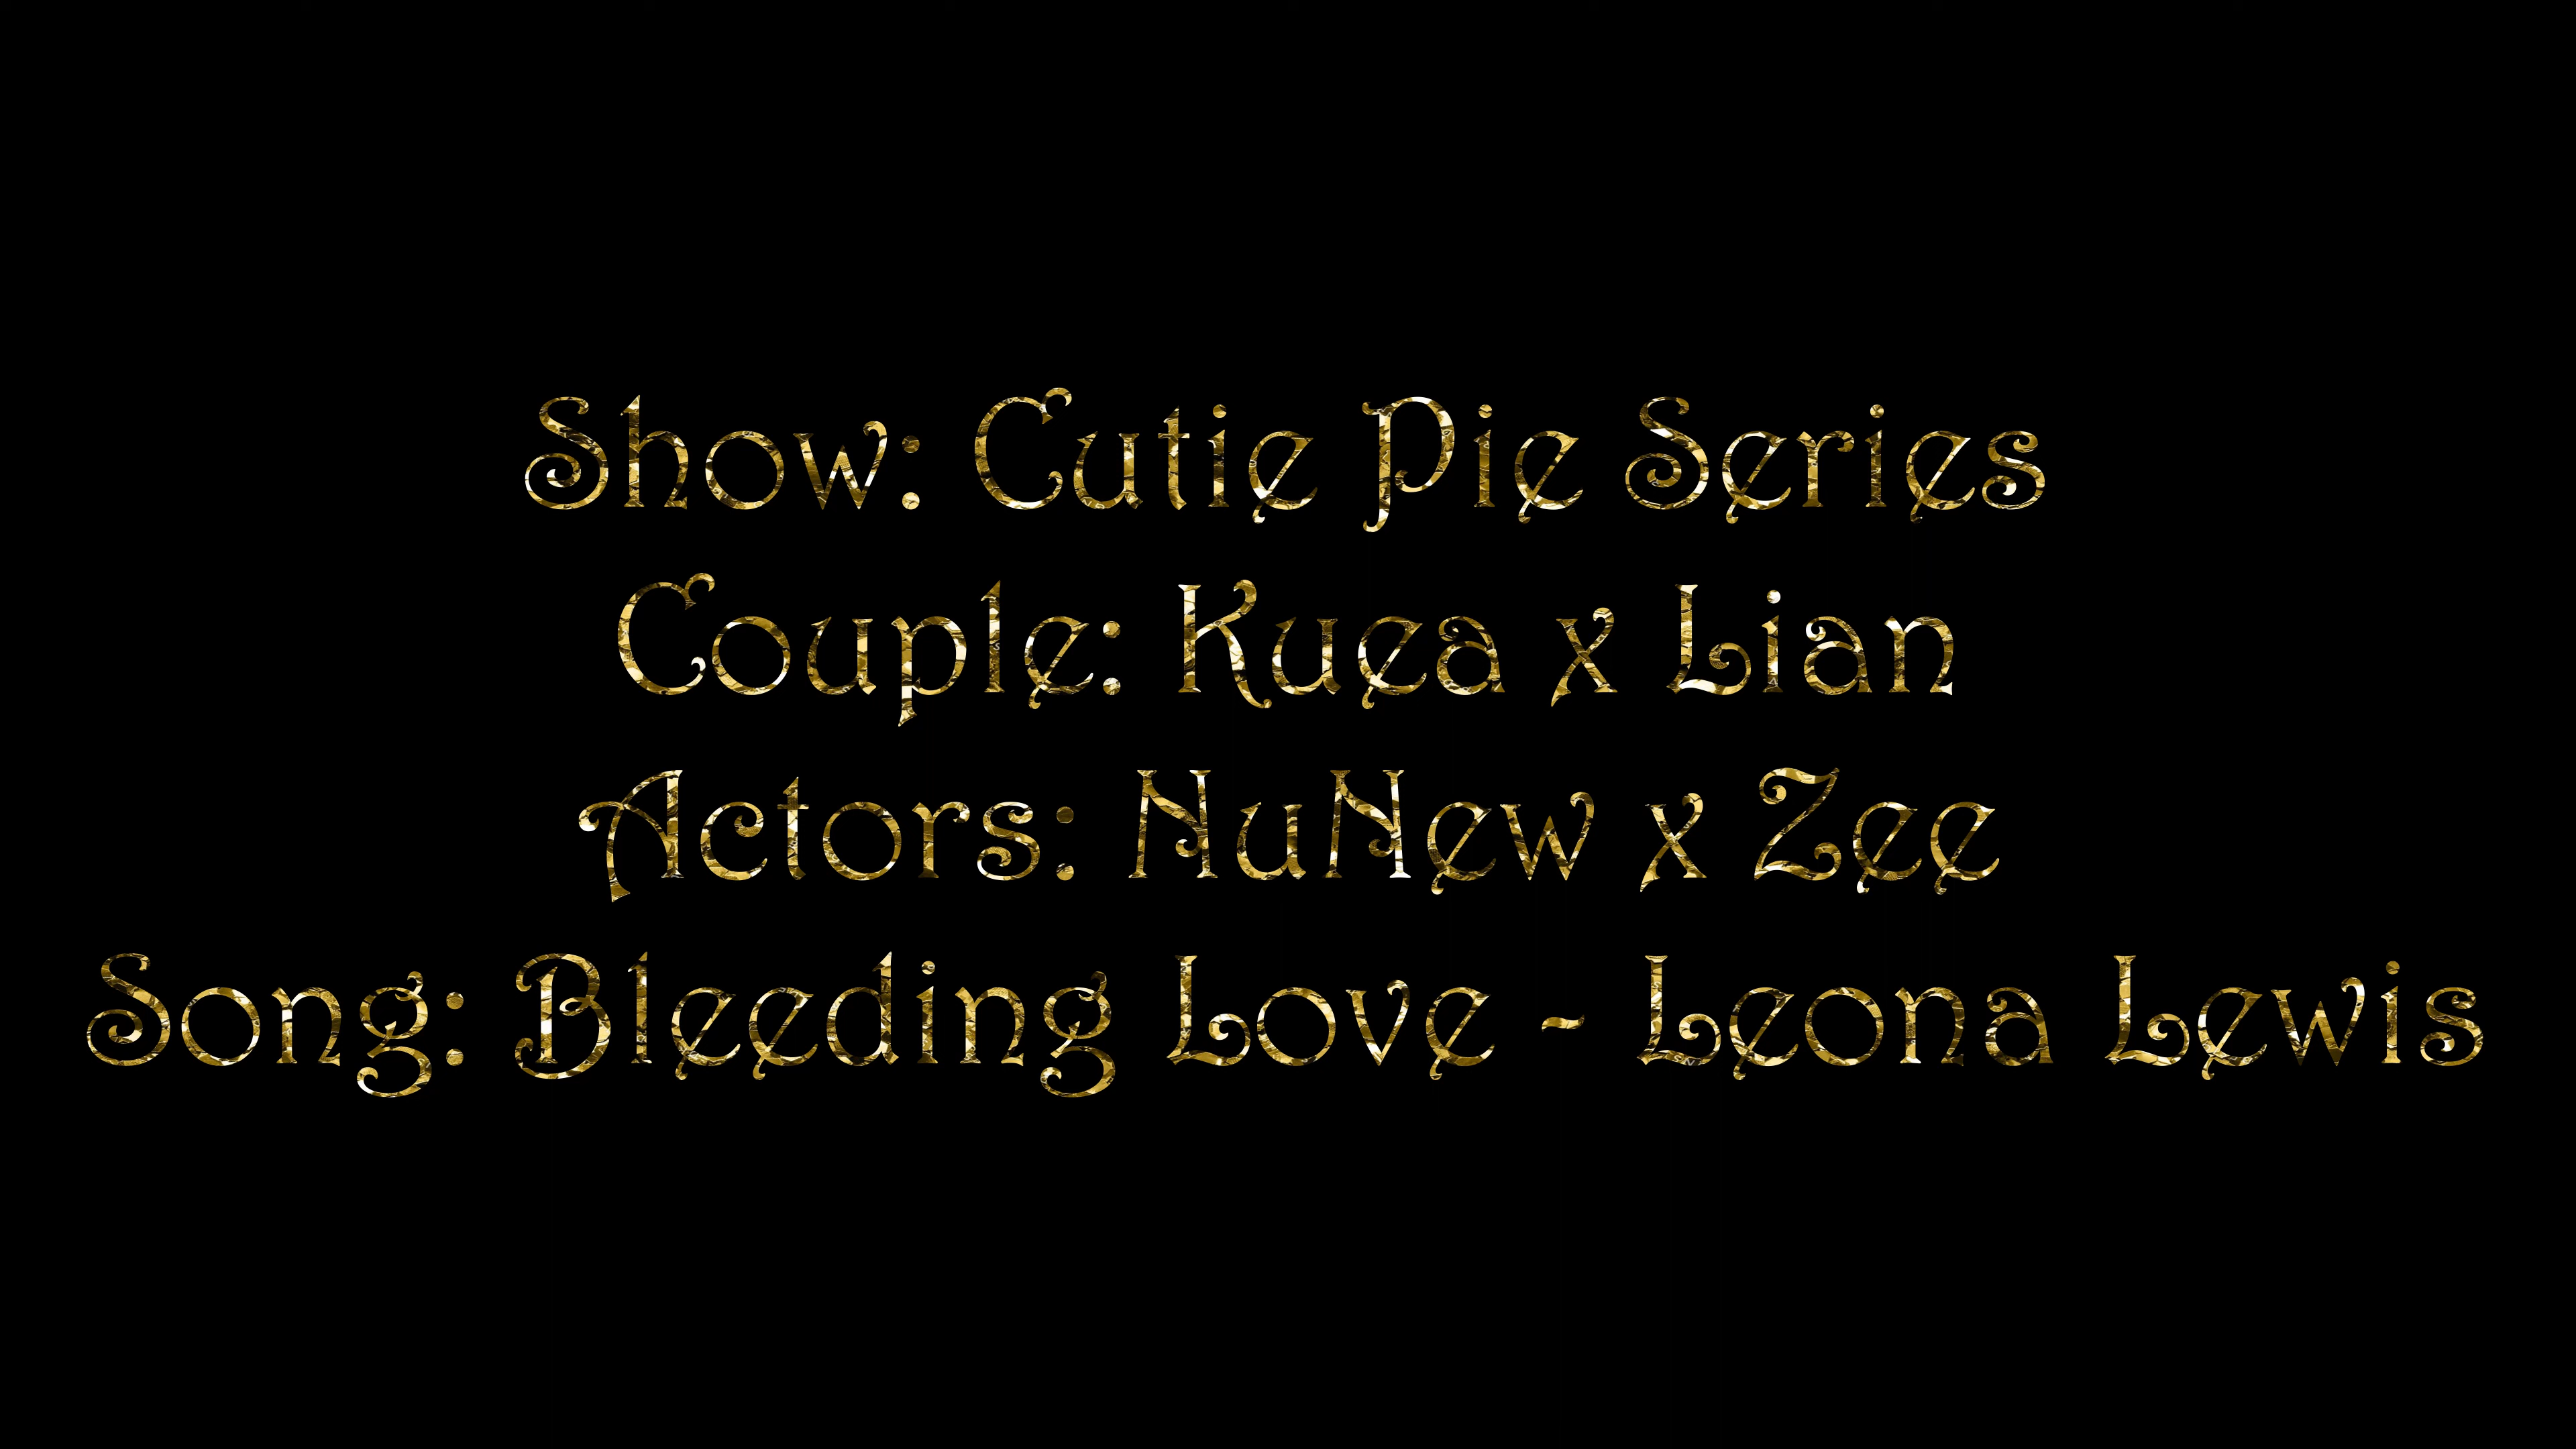 Show: Cutie Pie Series
Couple: Kuea x Lian
Actors: NuNew x Zee
Song: Bleeding Love - Leona Lewis